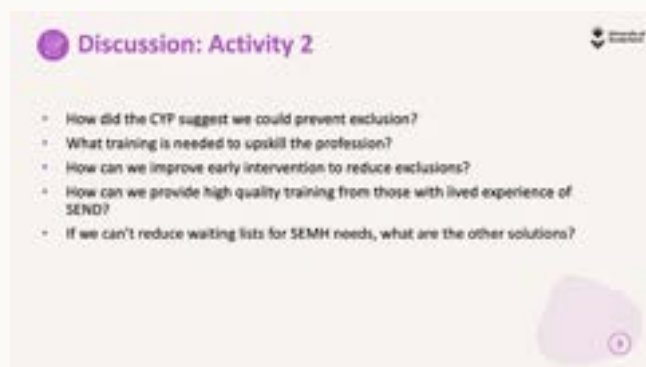 Discussion: Activity 2
University of
Sunderland
• How did the CYP suggest we could prevent exclusion?
• What training is needed to upskill the profession?
• How can we improve early intervention to reduce exclusions?
• How can we provide high quality training from those with lived experience of
SEND?
• If we can't reduce waiting lists for SEMH needs, what are the other solutions?